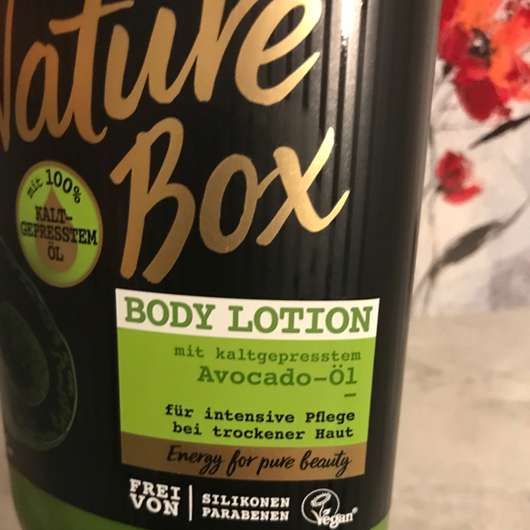 Nature
Box
mit 100%
KALT-
GEPRESSTEM
ÖL
BODY LOTION
mit kaltgepresstem
Avocado-Öl
für intensive Pflege
bei trockener Haut
Energy for pure beauty
FREI VON | SILIKONEN PARABENEN
Vegan